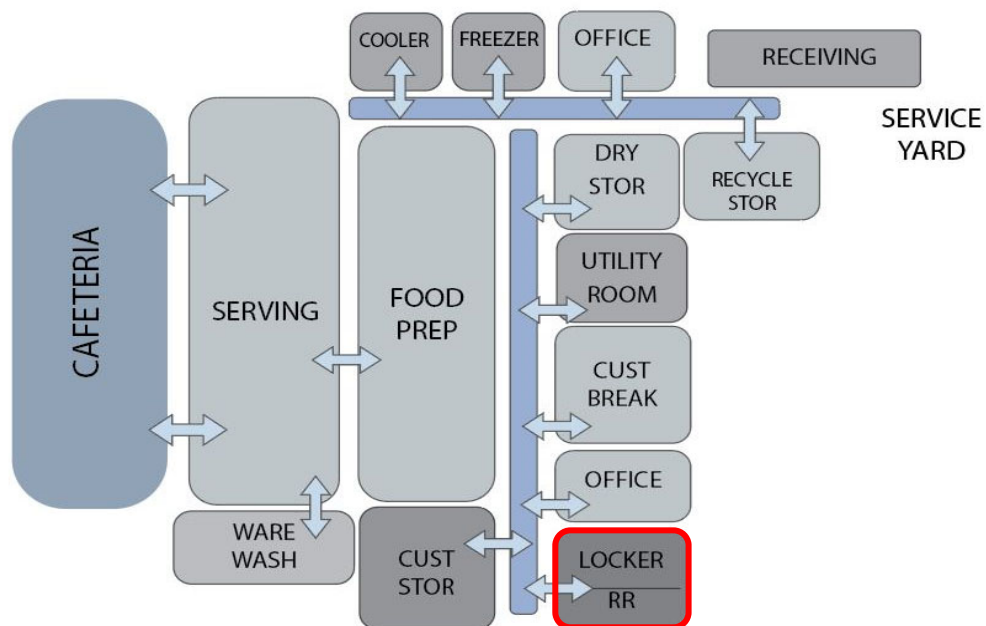 COOLER
FREEZER
OFFICE
RECEIVING
SERVICE
YARD
CAFETERIA
SERVING
FOOD
PREP
DRY
STOR
RECYCLE
STOR
UTILITY
ROOM
CUST
BREAK
OFFICE
WARE
WASH
CUST
STOR
LOCKER
RR